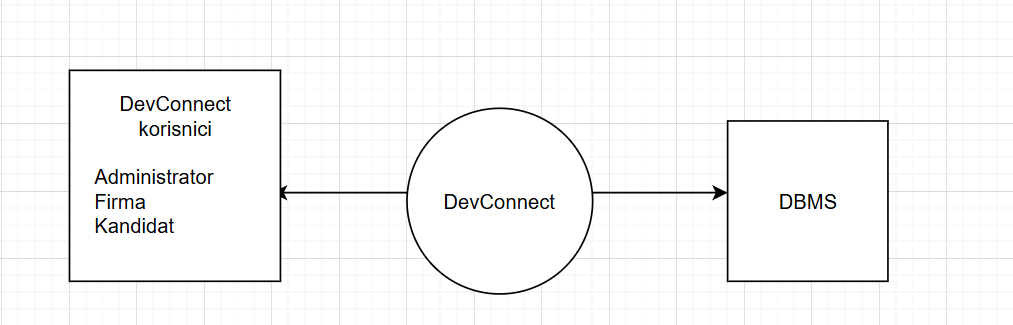 DevConnect
korisnici
Administrator
Firma
Kandidat
DevConnect
DBMS